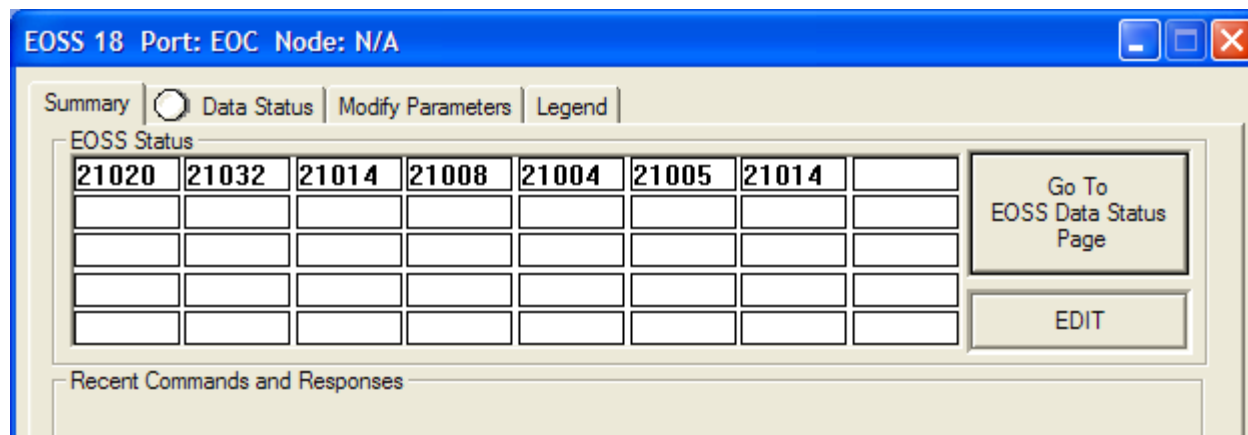 EOSS 18 Port: EOC Node: N/A
Summary Data Status Modify Parameters Legend
EOSS Status
21020 21032 21014 21008 21004 21005 21014
Go To
EOSS Data Status
Page
EDIT
Recent Commands and Responses